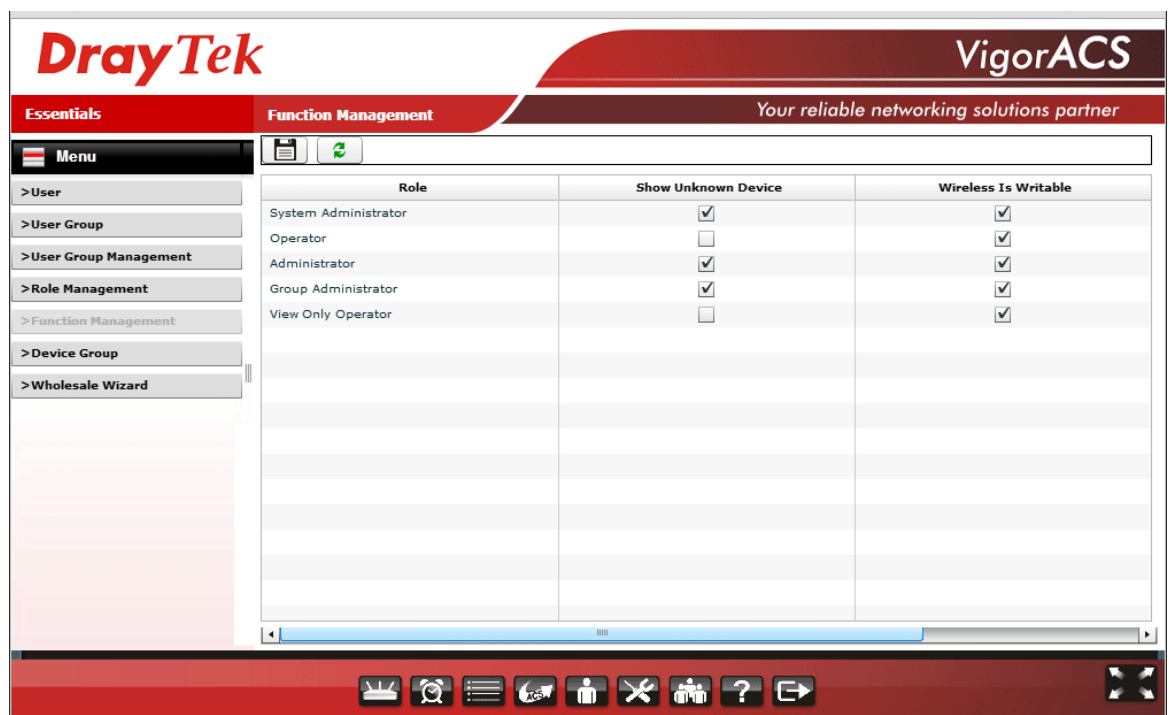 DrayTek
VigorACS
Essentials
Function Management
Your reliable networking solutions partner
Menu
>User
>User Group
>User Group Management
>Role Management
>Function Management
>Device Group
>Wholesale Wizard
Role Show Unknown Device Wireless Is Writable
System Administrator
Operator
Administrator
Group Administrator
View Only Operator
ACS
?